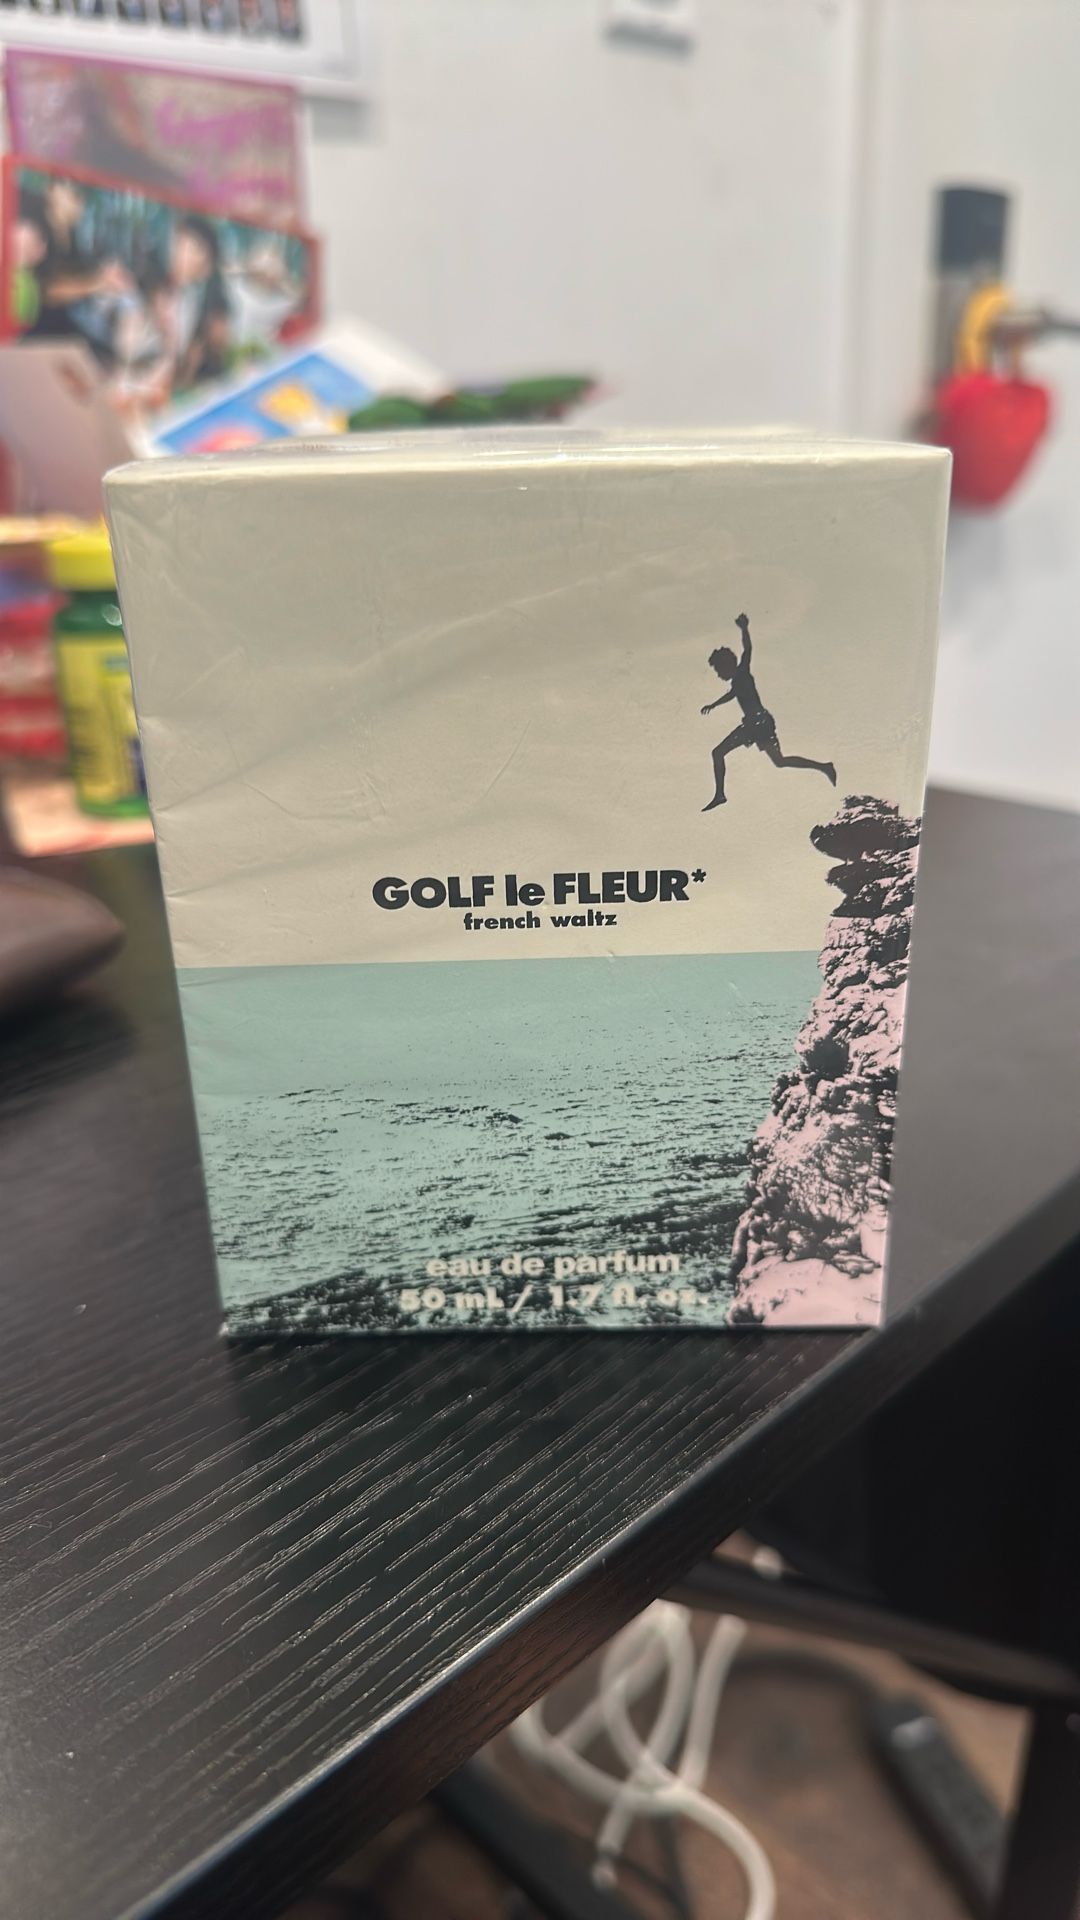 GOLF le FLEUR*
french waltz
eau de parfum
50 mL / 1.7 fl. oz.